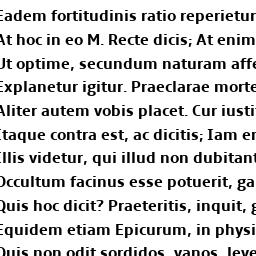 Eadem fortitudinis ratio reperietur
At hoc in eo M. Recte dicis; At enim
Ut optime, secundum naturam affe
Explanetur igitur. Praeclarae morte
Aliter autem vobis placet. Cur iusti
Itaque contra est, ac dicitis; Iam en
Illis videtur, qui illud non dubitant
Occultum facinus esse potuerit, ga
Quis hoc dicit? Praeteritis, inquit, g
Equidem etiam Epicurum, in physi
Quis non odit sordidos, vanos, leve